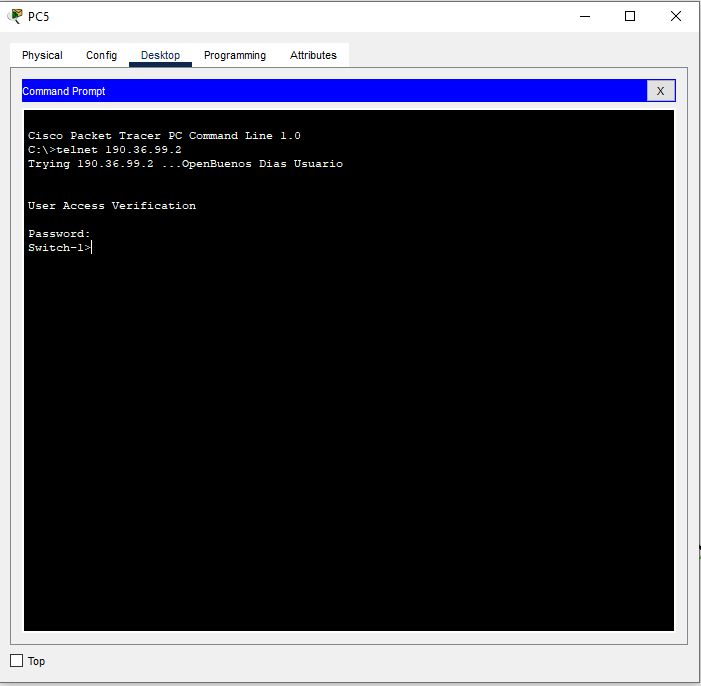 PC5
Physical Config Desktop Programming Attributes
Command Prompt
X
Cisco Packet Tracer PC Command Line 1.0
C:\>telnet 190.36.99.2
Trying 190.36.99.2 ...OpenBuenos Dias Usuario
User Access Verification
Password:
Switch-1>
Top